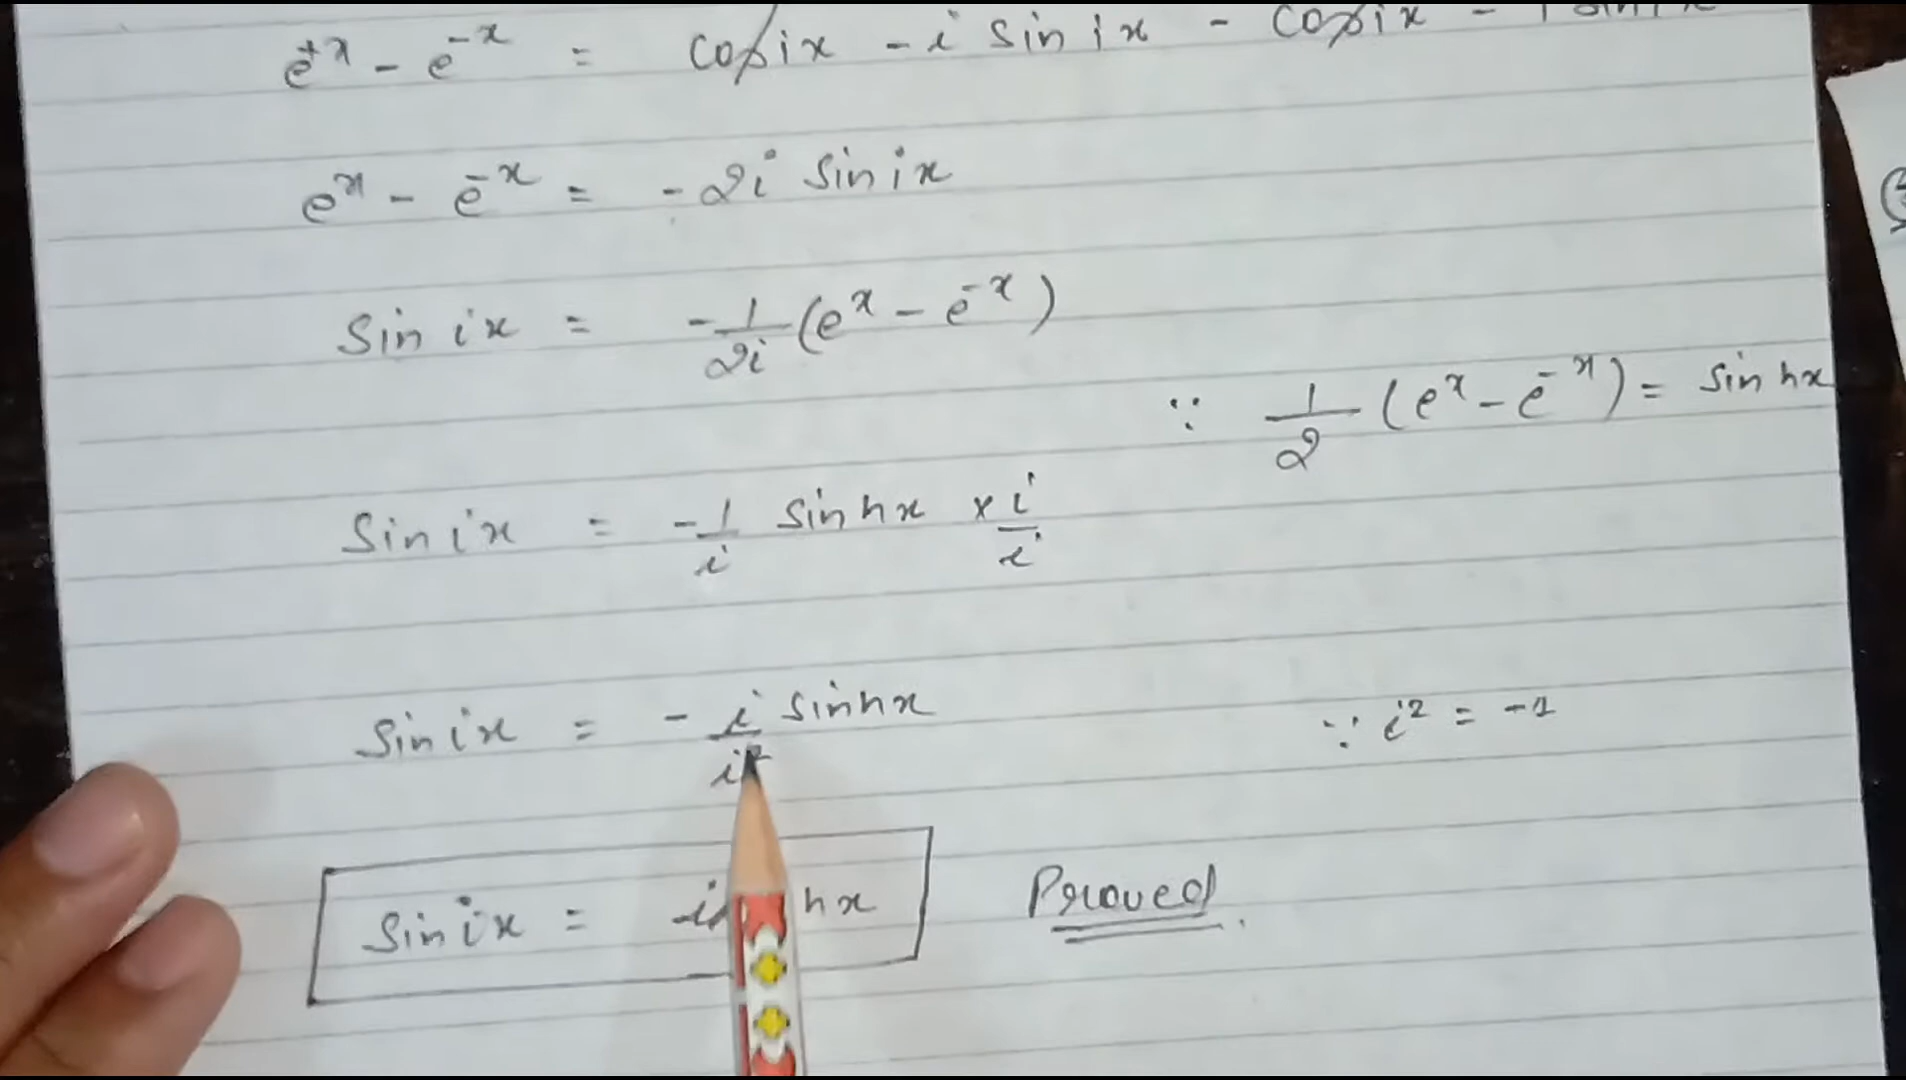 e^{+x} - e^{-x} = cos ix - i sin ix - cos ix -
e^x - e^{-x} = -2i sin ix
Sin ix = -1/2i (e^x - e^{-x})
∵ 1/2 (e^x - e^{-x}) = sin hx
Sin ix = -1/i Sin hx × i/i
Sin ix = - i/i² Sinhx ∵ i² = -1
Sin ix = i hx Proved.